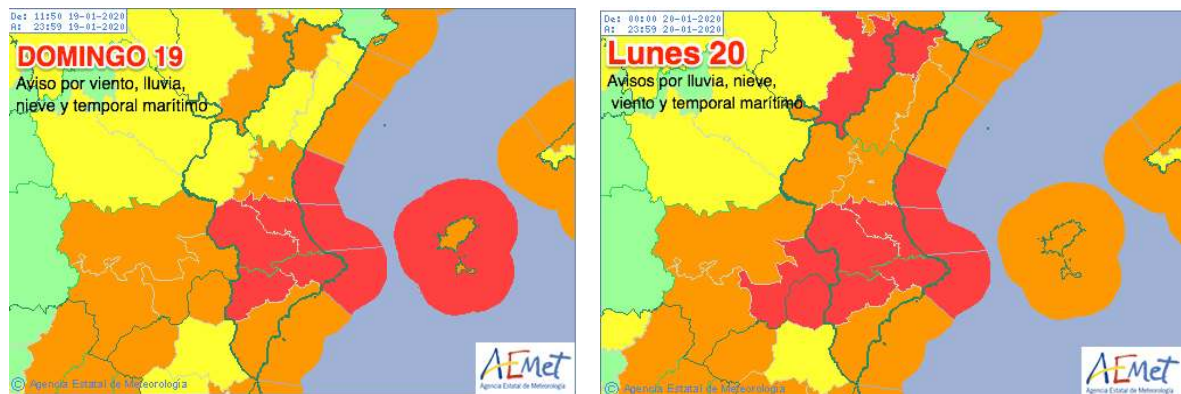 De: 11:50 19-01-2020
A: 23:59 19-01-2020
DOMINGO 19
Aviso por viento, lluvia,
nieve y temporal marítimo
© Agencia Estatal de Meteorología
AEMet
Agencia Estatal de Meteorología
De: 00:00 20-01-2020
A: 23:59 20-01-2020
Lunes 20
Avisos por lluvia, nieve,
viento y temporal marítimo
© Agencia Estatal de Meteorología
AEMet
Agencia Estatal de Meteorología